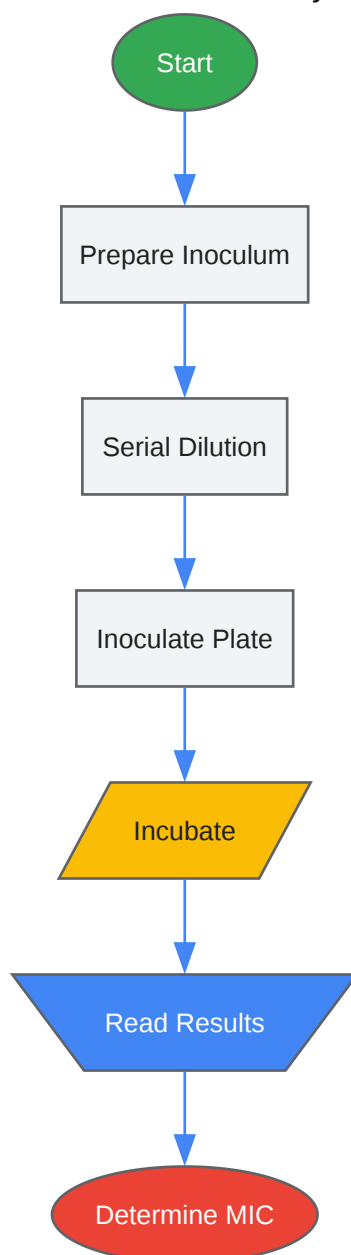 Start
Prepare Inoculum
Serial Dilution
Inoculate Plate
Incubate
Read Results
Determine MIC